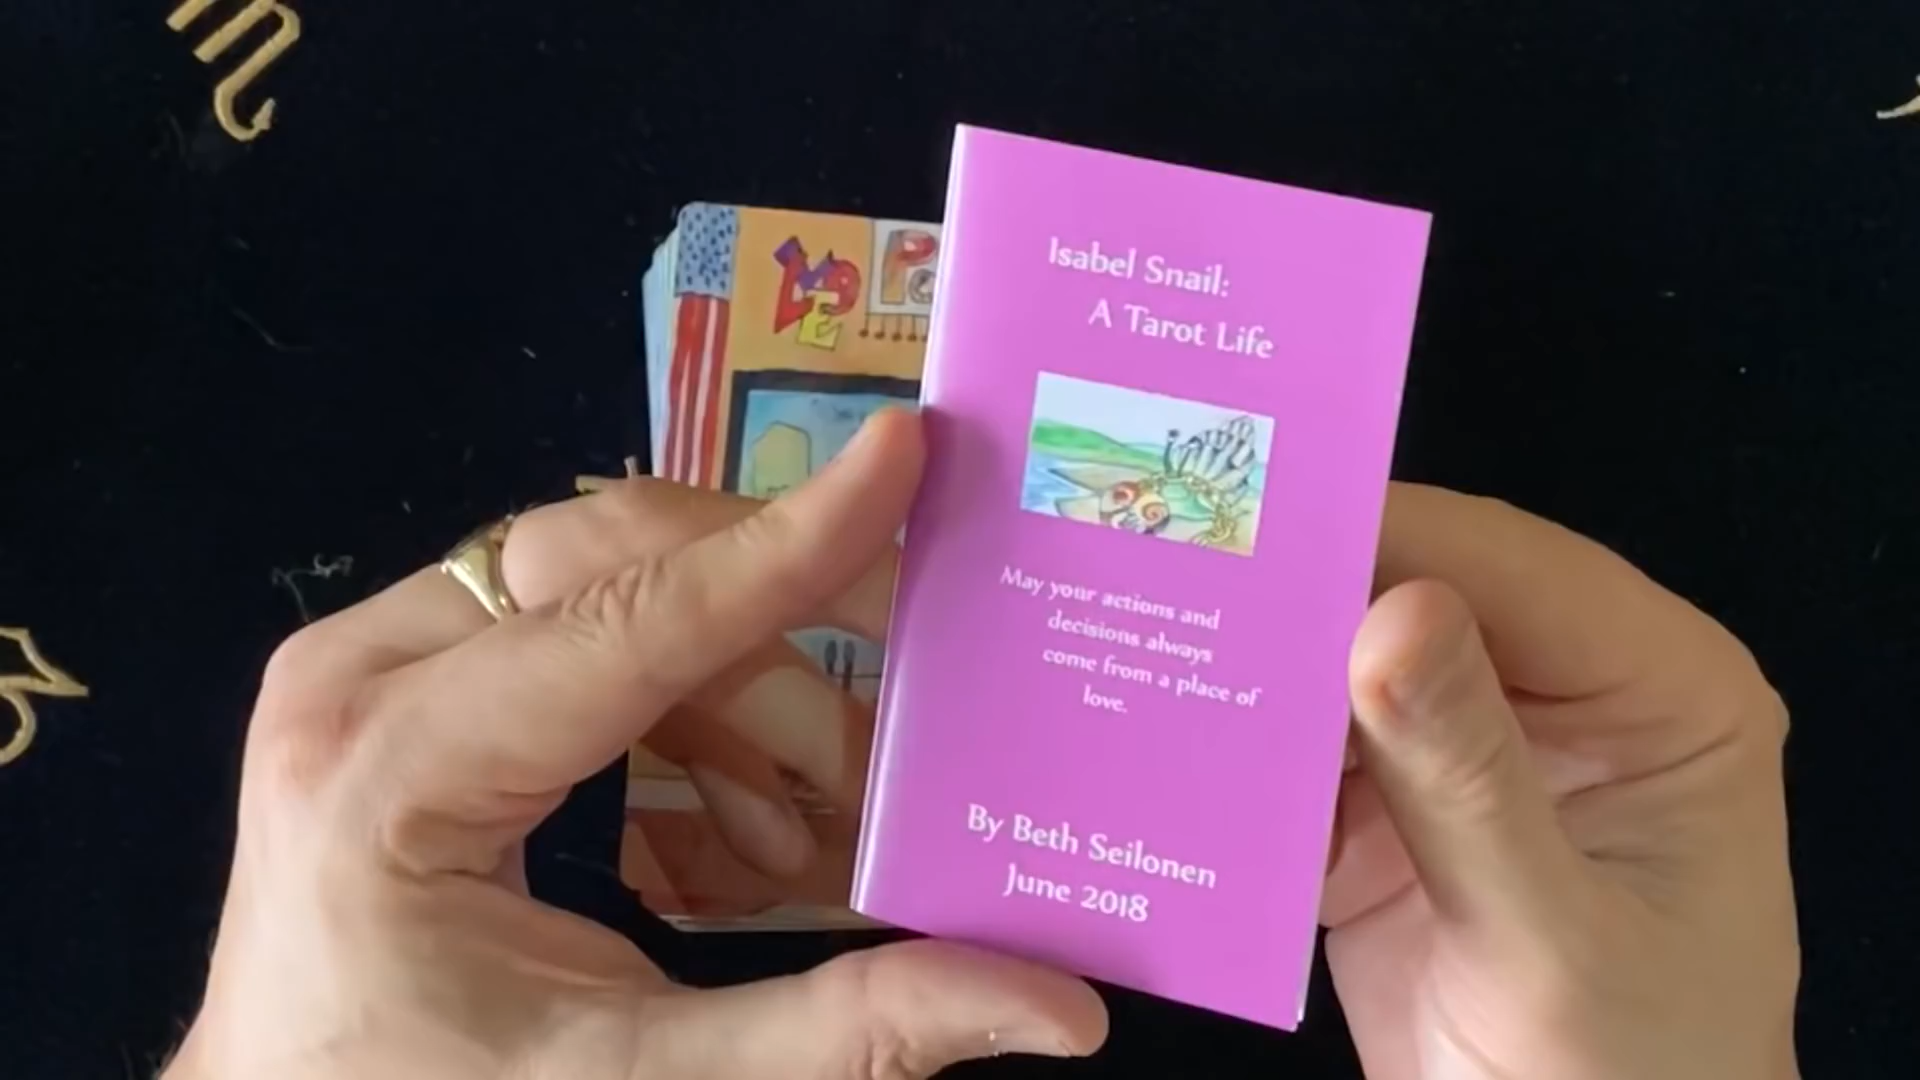 Isabel Snail:
A Tarot Life
May your actions and
decisions always
come from a place of
love.
By Beth Seilonen
June 2018